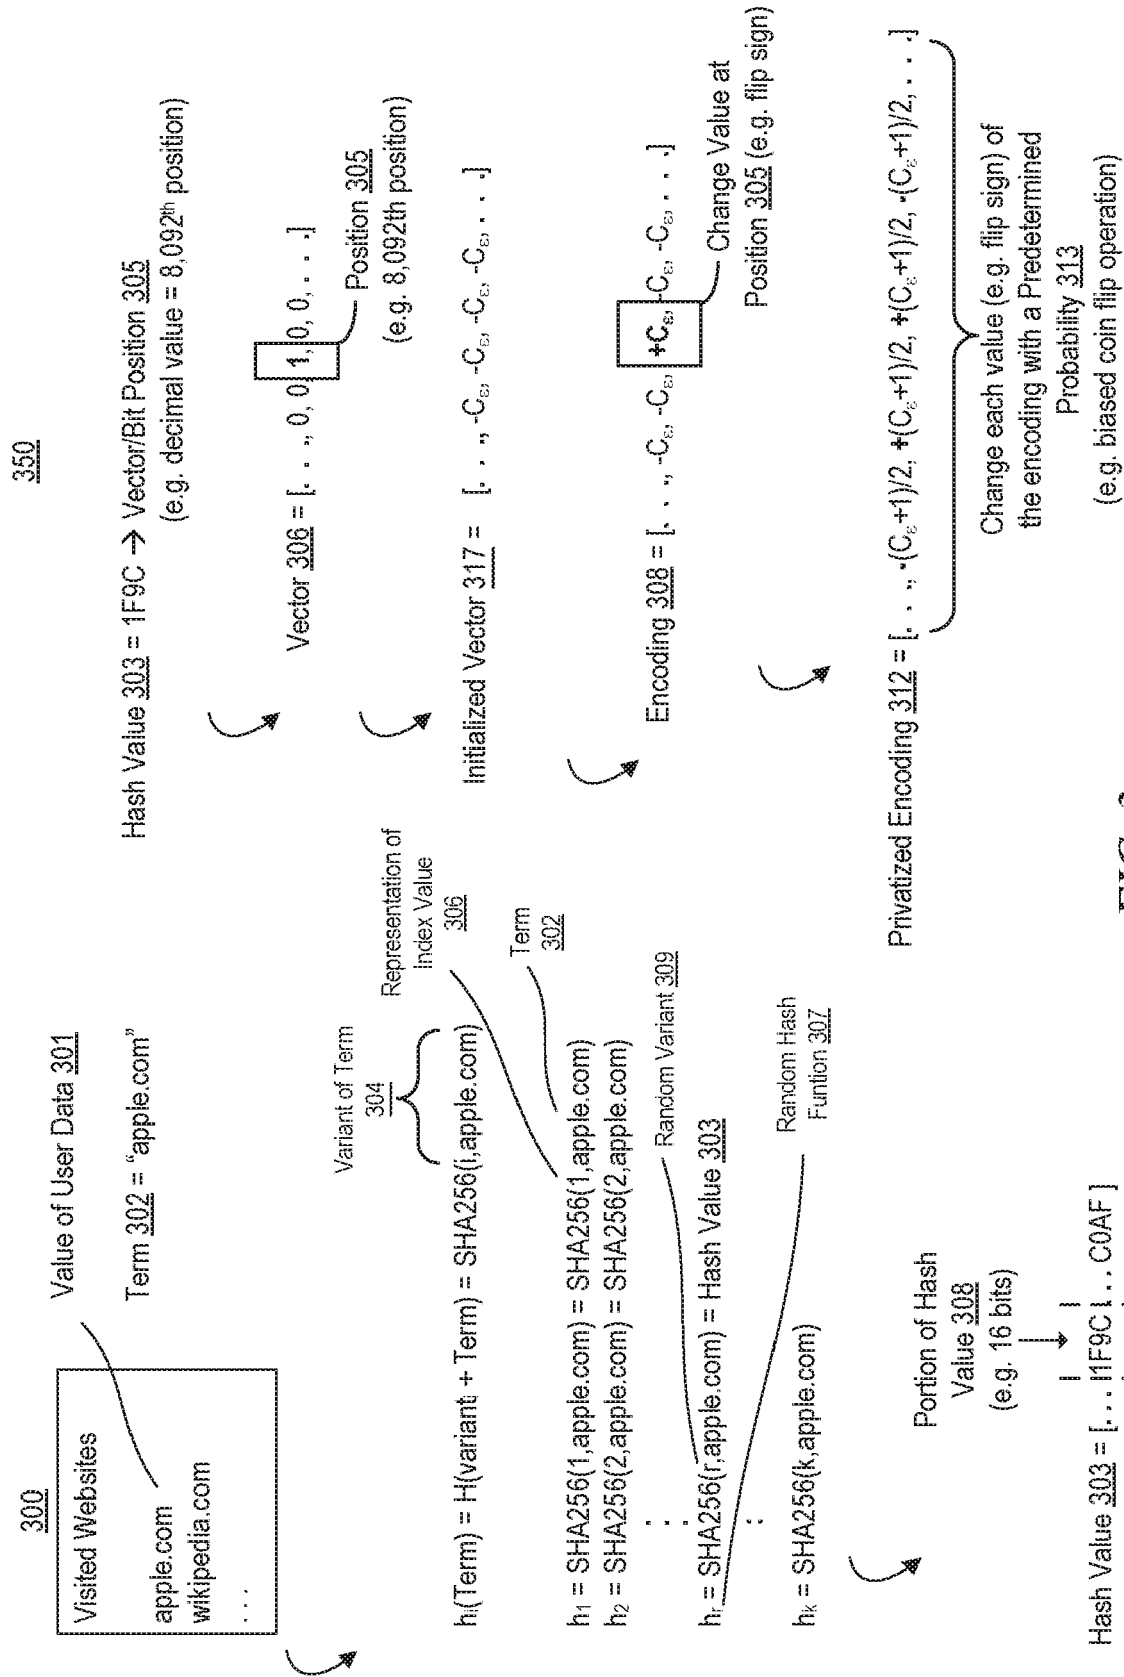 300
Visited Websites
apple.com
wikipedia.com
. . .
Value of User Data 301
Term 302 = “apple.com”
Variant of Term
304
hi(Term) = H(variant + Term) = SHA256(i,apple.com)
Representation of
Index Value
306
Term
302
h1 = SHA256(1,apple.com) = SHA256(1,apple.com)
h2 = SHA256(2,apple.com) = SHA256(2,apple.com)
Random Variant 309
hr = SHA256(r,apple.com) = Hash Value 303
Random Hash
Funtion 307
hk = SHA256(k,apple.com)
Portion of Hash
Value 308
(e.g. 16 bits)
Hash Value 303 = [. . . 1F9C . . . C0AF ]
350
Hash Value 303 = 1F9C → Vector/Bit Position 305
(e.g. decimal value = 8,092th position)
Vector 306 = [. . ., 0, 0, 1, 0, 0, . . .]
Position 305
(e.g. 8,092th position)
Initialized Vector 317 = [. . ., -Cε, -Cε, -Cε, -Cε, . . .]
Encoding 308 = [. . ., -Cε, -Cε, +Cε, -Cε, -Cε, . . .]
Change Value at
Position 305 (e.g. flip sign)
Privatized Encoding 312 = [. . ., -(Cε+1)/2, +(Cε+1)/2, +(Cε+1)/2, -(Cε+1)/2, . . .]
Change each value (e.g. flip sign) of
the encoding with a Predetermined
Probability 313
(e.g. biased coin flip operation)